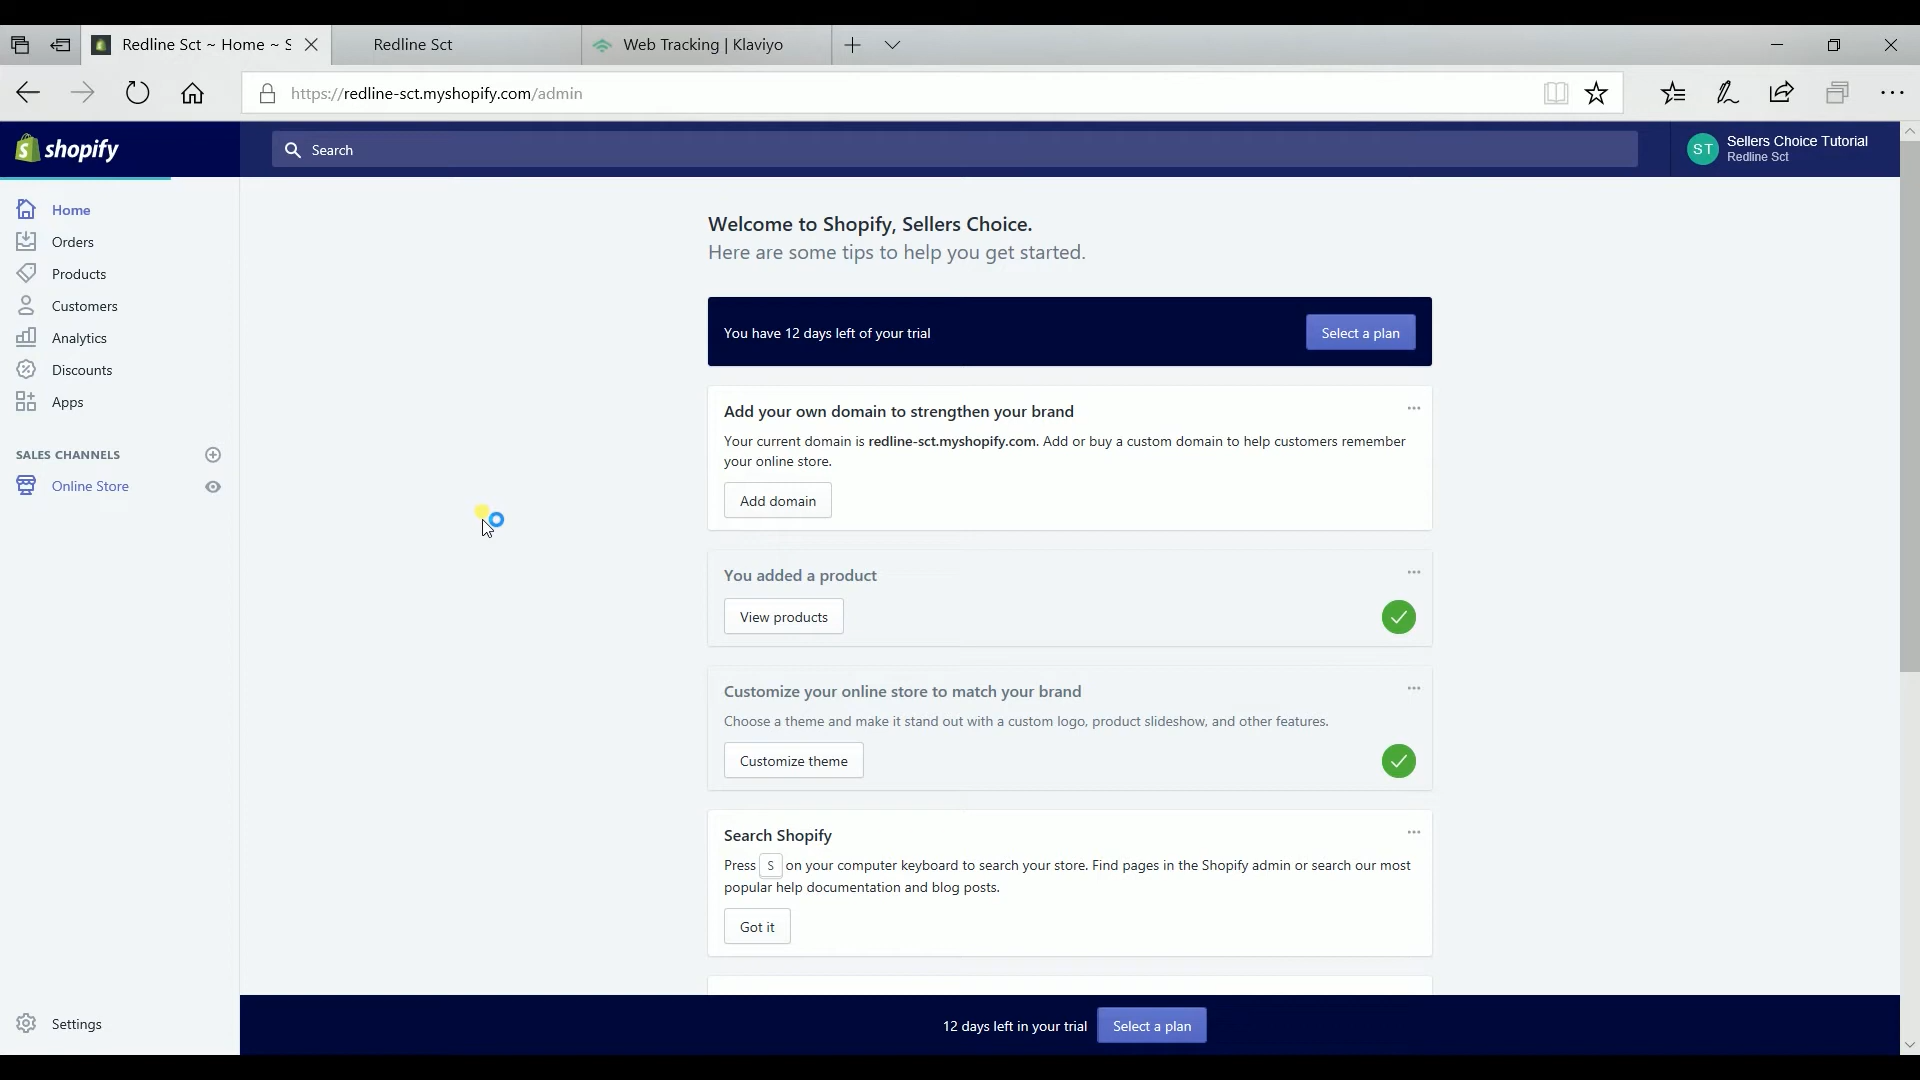 Redline Sct ~ Home ~ S
Redline Sct
Web Tracking | Klaviyo
https://redline-sct.myshopify.com/admin
shopify
Search
ST
Sellers Choice Tutorial
Redline Sct
Home
Orders
Products
Customers
Analytics
Discounts
Apps
SALES CHANNELS
Online Store
Settings
Welcome to Shopify, Sellers Choice.
Here are some tips to help you get started.
You have 12 days left of your trial
Select a plan
Add your own domain to strengthen your brand
Your current domain is redline-sct.myshopify.com. Add or buy a custom domain to help customers remember
your online store.
Add domain
You added a product
View products
Customize your online store to match your brand
Choose a theme and make it stand out with a custom logo, product slideshow, and other features.
Customize theme
Search Shopify
Press S on your computer keyboard to search your store. Find pages in the Shopify admin or search our most
popular help documentation and blog posts.
Got it
12 days left in your trial
Select a plan